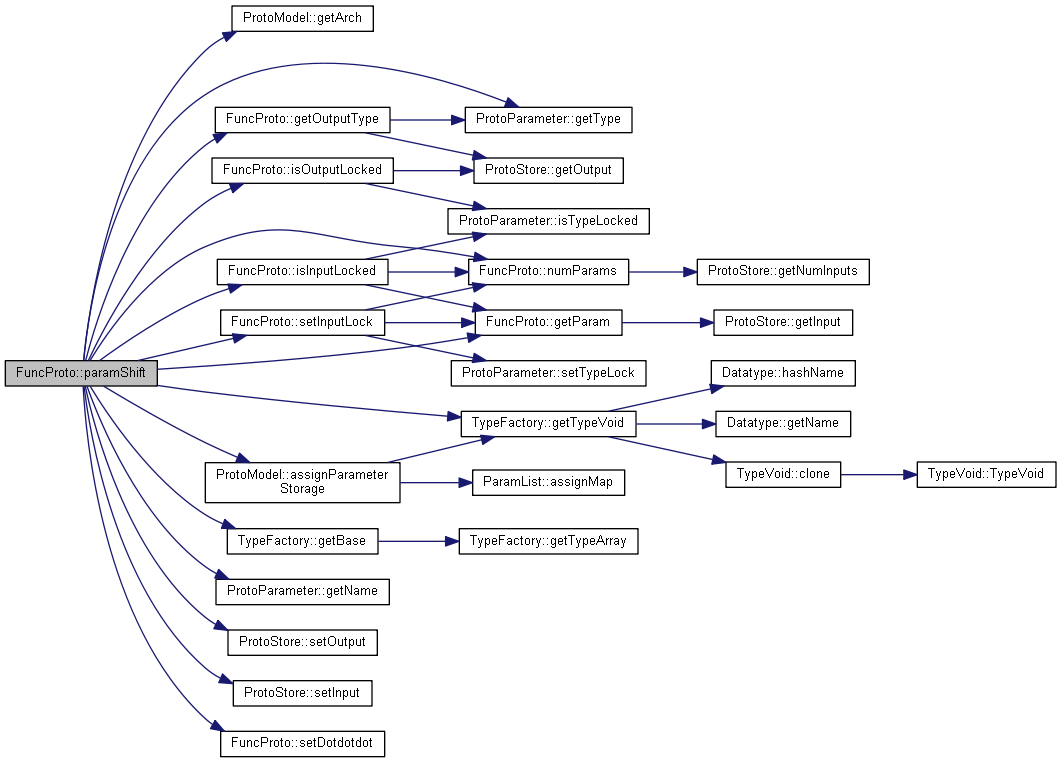 ProtoModel::getArch
FuncProto::getOutputType
ProtoParameter::getType
FuncProto::isOutputLocked
ProtoStore::getOutput
ProtoParameter::isTypeLocked
FuncProto::isInputLocked
FuncProto::numParams
ProtoStore::getNumInputs
FuncProto::setInputLock
FuncProto::getParam
ProtoStore::getInput
FuncProto::paramShift
ProtoParameter::setTypeLock
Datatype::hashName
TypeFactory::getTypeVoid
Datatype::getName
ProtoModel::assignParameter
Storage
ParamList::assignMap
TypeVoid::clone
TypeVoid::TypeVoid
TypeFactory::getBase
TypeFactory::getTypeArray
ProtoParameter::getName
ProtoStore::setOutput
ProtoStore::setInput
FuncProto::setDotdotdot